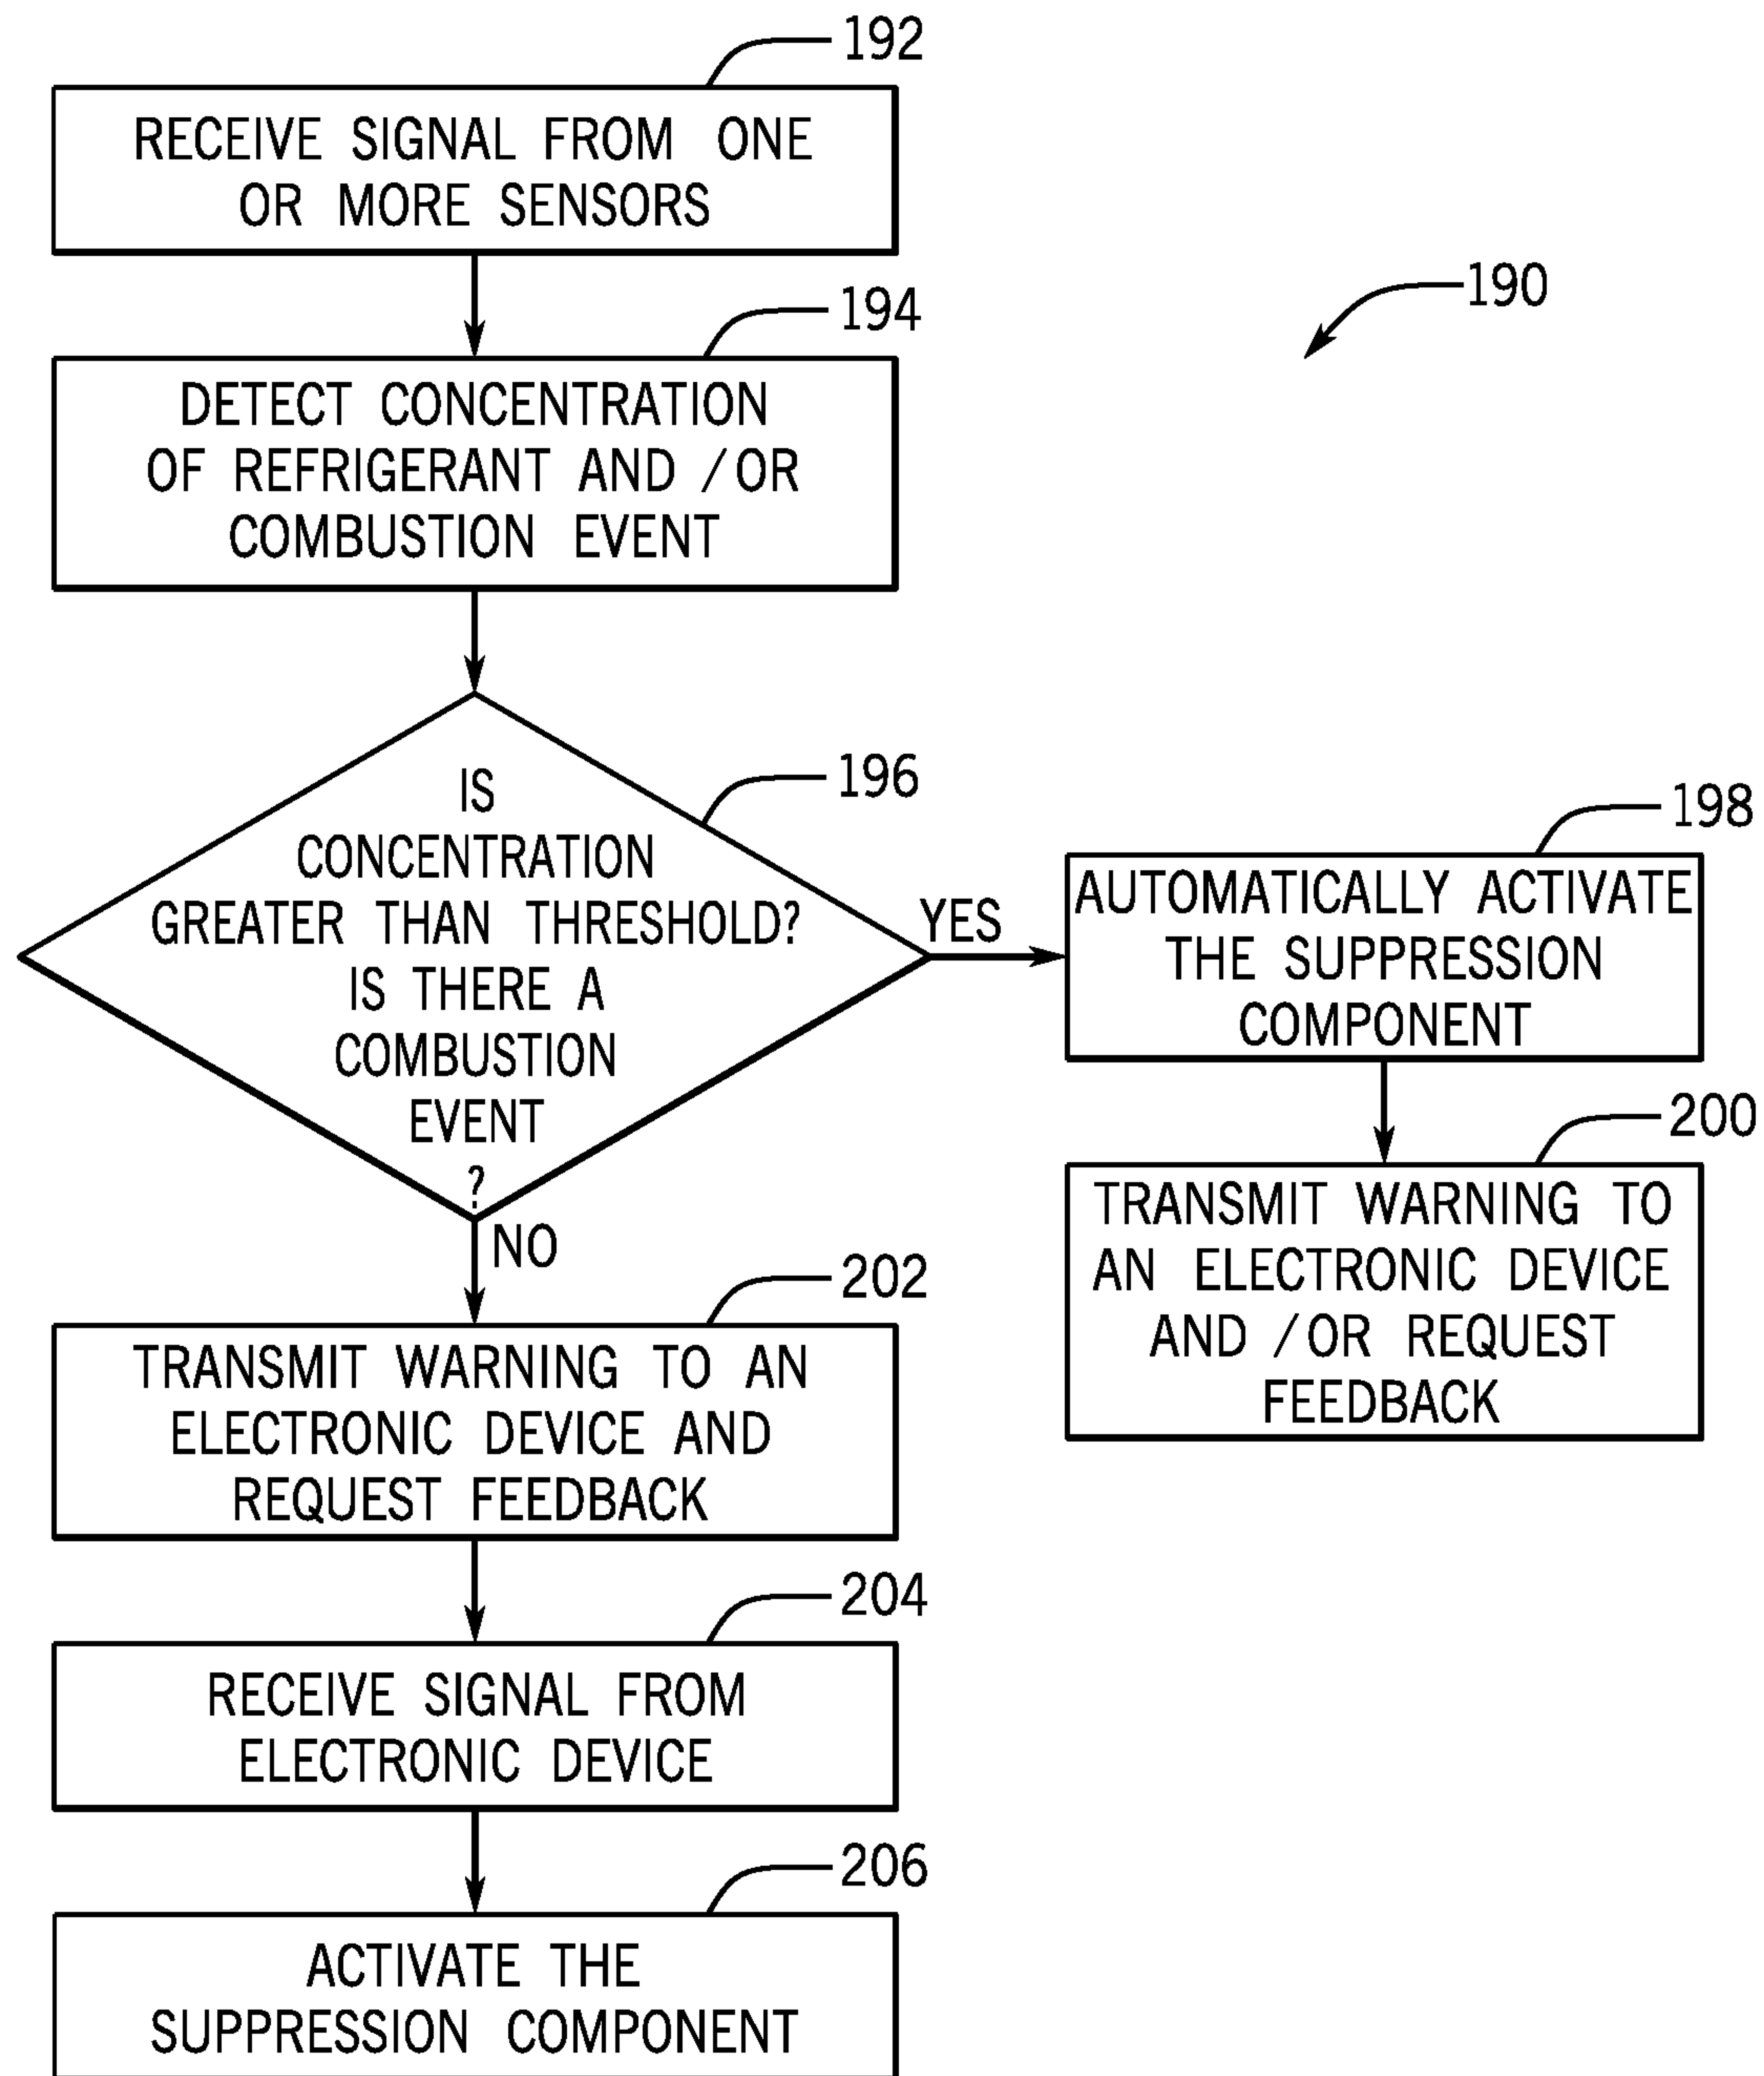 192
RECEIVE SIGNAL FROM ONE
OR MORE SENSORS
194
190
DETECT CONCENTRATION
OF REFRIGERANT AND /OR
COMBUSTION EVENT
196
IS
CONCENTRATION
GREATER THAN THRESHOLD?
IS THERE A
COMBUSTION
EVENT
?
YES
198
AUTOMATICALLY ACTIVATE
THE SUPPRESSION
COMPONENT
200
TRANSMIT WARNING TO
AN ELECTRONIC DEVICE
AND /OR REQUEST
FEEDBACK
NO
202
TRANSMIT WARNING TO AN
ELECTRONIC DEVICE AND
REQUEST FEEDBACK
204
RECEIVE SIGNAL FROM
ELECTRONIC DEVICE
206
ACTIVATE THE
SUPPRESSION COMPONENT